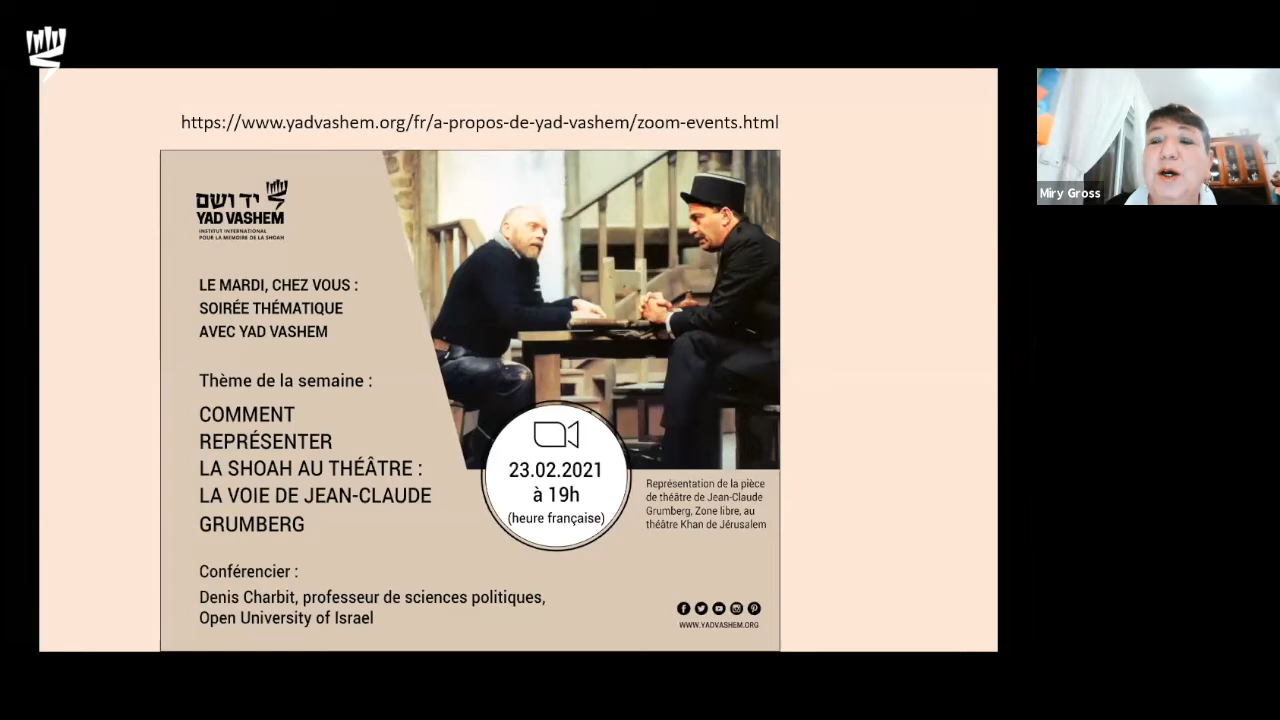 https://www.yadvashem.org/fr/a-propos-de-yad-vashem/zoom-events.html
יד ושם
YAD VASHEM
INSTITUT INTERNATIONAL
POUR LA MÉMOIRE DE LA SHOAH
LE MARDI, CHEZ VOUS :
SOIRÉE THÉMATIQUE
AVEC YAD VASHEM
Thème de la semaine :
COMMENT
REPRÉSENTER
LA SHOAH AU THÉÂTRE :
LA VOIE DE JEAN-CLAUDE
GRUMBERG
23.02.2021
à 19h
(heure française)
Représentation de la pièce
de théâtre de Jean-Claude
Grumberg, Zone libre, au
théâtre Khan de Jérusalem
Conférencier :
Denis Charbit, professeur de sciences politiques,
Open University of Israel
WWW.YADVASHEM.ORG
Miry Gross